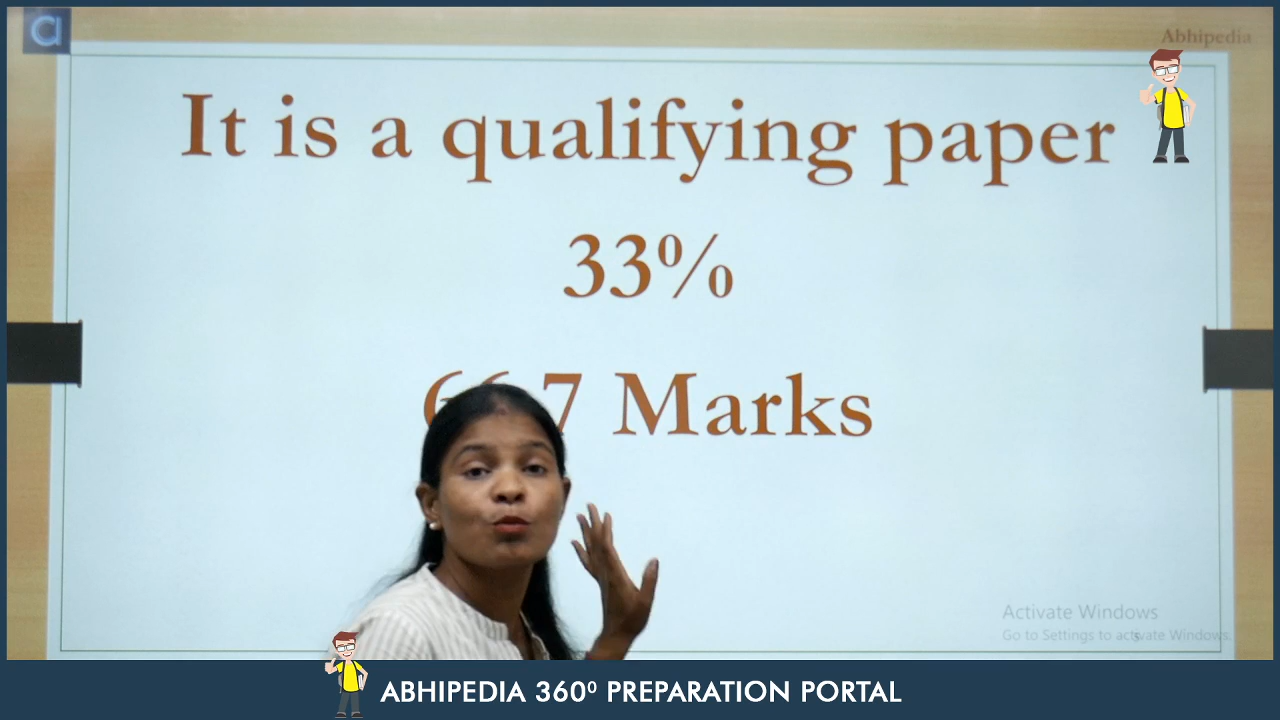 Abhipedia
It is a qualifying paper
33%
7 Marks
Activate Windows
Go to Settings to activate Windows.
ABHIPEDIA 360⁰ PREPARATION PORTAL